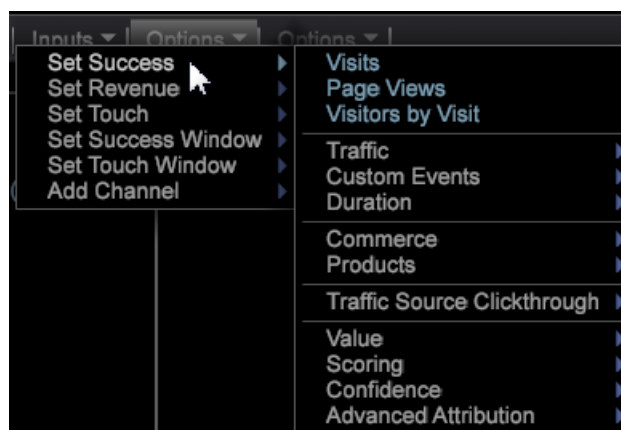 Inputs Options Options
Set Success
Set Revenue
Set Touch
Set Success Window
Set Touch Window
Add Channel
Visits
Page Views
Visitors by Visit
Traffic
Custom Events
Duration
Commerce
Products
Traffic Source Clickthrough
Value
Scoring
Confidence
Advanced Attribution